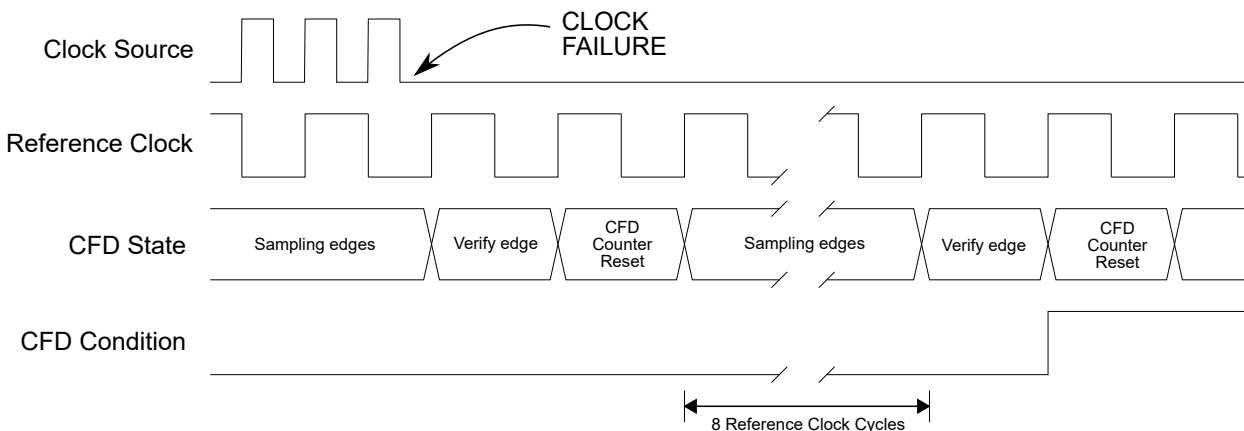 Clock Source
CLOCK
FAILURE
Reference Clock
CFD State
Sampling edges
Verify edge
CFD
Counter
Reset
Sampling edges
Verify edge
CFD
Counter
Reset
CFD Condition
8 Reference Clock Cycles